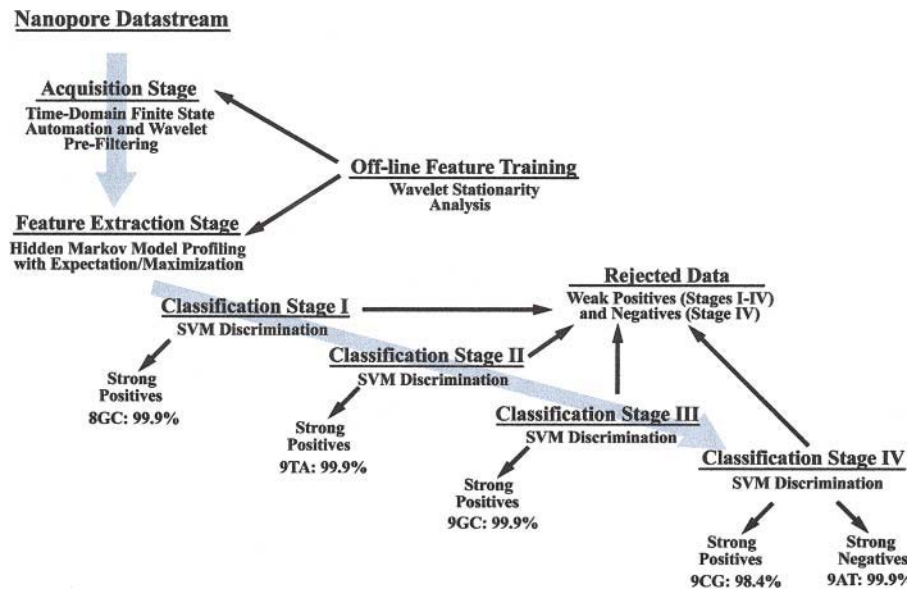 Nanopore Datastream
Acquisition Stage
Time-Domain Finite State
Automation and Wavelet
Pre-Filtering
Off-line Feature Training
Wavelet Stationarity
Analysis
Feature Extraction Stage
Hidden Markov Model Profiling
with Expectation/Maximization
Rejected Data
Weak Positives (Stages I-IV)
and Negatives (Stage IV)
Classification Stage I
SVM Discrimination
Strong
Positives
8GC: 99.9%
Classification Stage II
SVM Discrimination
Strong
Positives
9TA: 99.9%
Classification Stage III
SVM Discrimination
Strong
Positives
9GC: 99.9%
Classification Stage IV
SVM Discrimination
Strong
Positives
9CG: 98.4%
Strong
Negatives
9AT: 99.9%